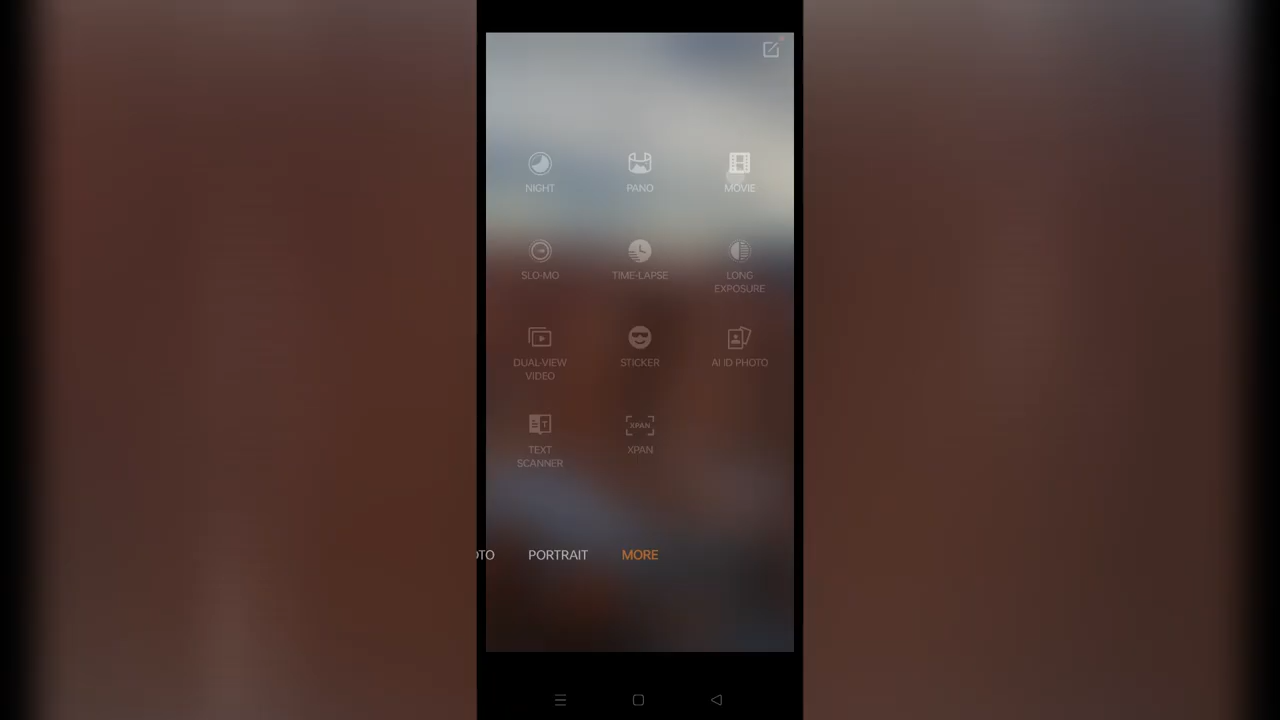 NIGHT
PANO
MOVIE
SLO-MO
TIME-LAPSE
LONG
EXPOSURE
DUAL-VIEW
VIDEO
STICKER
AI ID PHOTO
TEXT
SCANNER
XPAN
XPAN
OTO
PORTRAIT
MORE